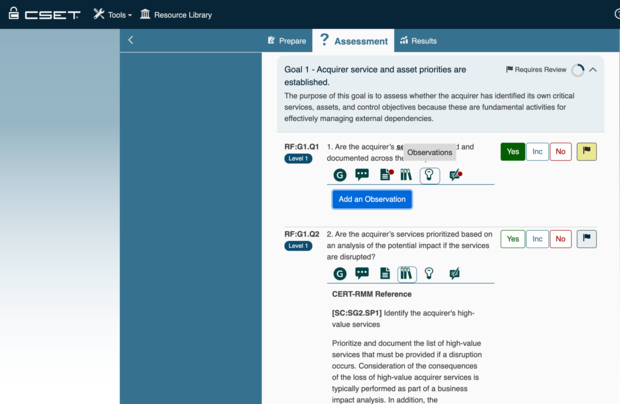 CSET
Tools
Resource Library
Prepare
? Assessment
Results
Goal 1 - Acquirer service and asset priorities are
established.
Requires Review
The purpose of this goal is to assess whether the acquirer has identified its own critical
services, assets, and control objectives because these are fundamental activities for
effectively managing external dependencies.
RF:G1.Q1
Level 1
1. Are the acquirer's se d and
documented across the
Observations
Yes Inc No
G
Add an Observation
RF:G1.Q2
Level 1
2. Are the acquirer's services prioritized based on
an analysis of the potential impact if the services
are disrupted?
Yes Inc No
G
CERT-RMM Reference
[SC:SG2.SP1] Identify the acquirer's high-
value services
Prioritize and document the list of high-value
services that must be provided if a disruption
occurs. Consideration of the consequences
of the loss of high-value acquirer services is
typically performed as part of a business
impact analysis. In addition, the